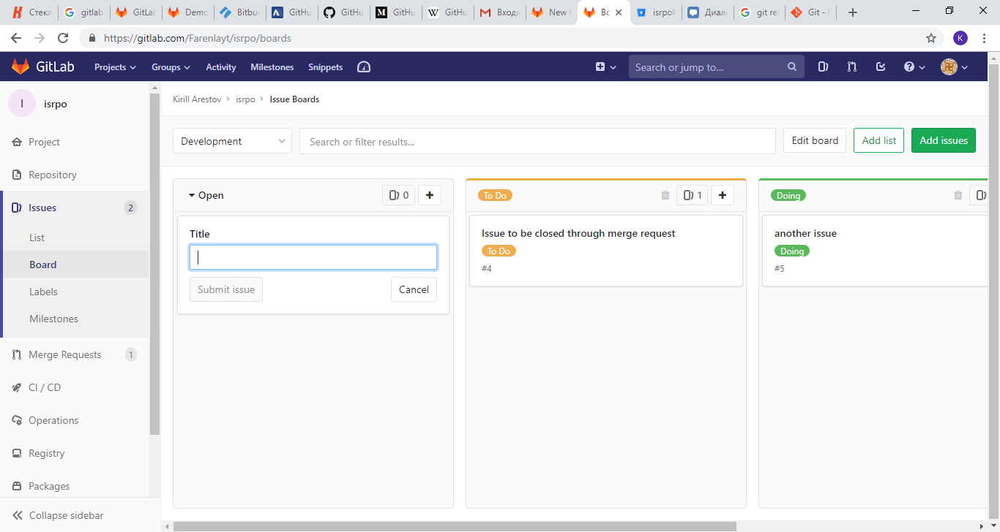 Стекл
gitlab
GitLab
Demo
Bitbuc
GitHu
GitHu
GitHu
GitHu
Входя
New P
Bo
isrpok
Диало
git re
Git - 
https://gitlab.com/Farenlayt/isrpo/boards
K
GitLab
Projects
Groups
Activity
Milestones
Snippets
Search or jump to...
I
isrpo
Kirill Arestov > isrpo > Issue Boards
Project
Development
Search or filter results...
Edit board
Add list
Add issues
Repository
Issues 2
List
Board
Labels
Milestones
Merge Requests 1
CI / CD
Operations
Registry
Packages
Collapse sidebar
Open
0
Title
Submit issue
Cancel
To Do
1
Issue to be closed through merge request
To Do
#4
Doing
another issue
Doing
#5